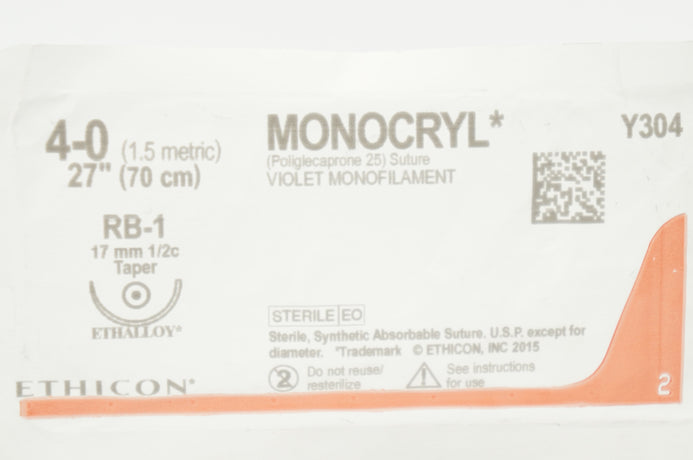 4-0 (1.5 metric)
27" (70 cm)
MONOCRYL*
(Poliglecaprone 25) Suture
VIOLET MONOFILAMENT
Y304
RB-1
17 mm 1/2c
Taper
ETHALLOY*
STERILE EO
Sterile, Synthetic Absorbable Suture. U.S.P. except for
diameter. *Trademark © ETHICON, INC 2015
2 Do not reuse/
resterilize
See instructions
for use
ETHICON*
2